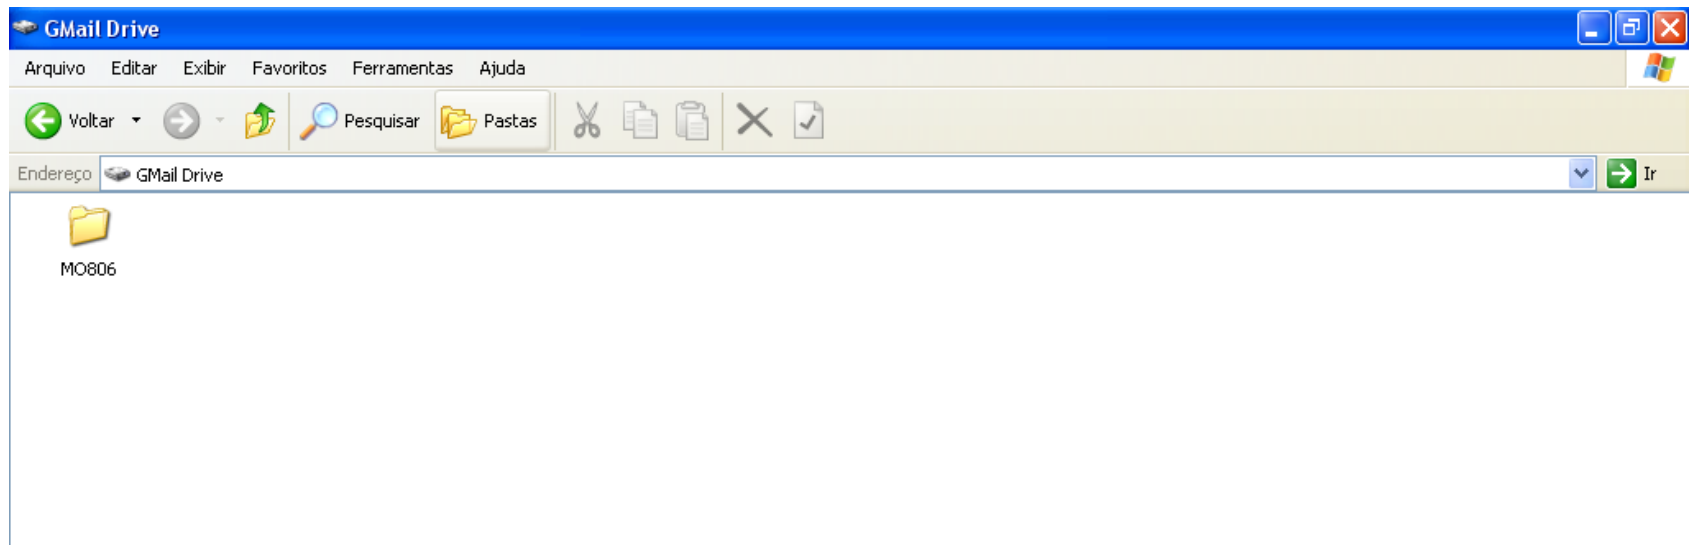 GMail Drive
Arquivo Editar Exibir Favoritos Ferramentas Ajuda
Voltar Pesquisar Pastas
Endereço GMail Drive Ir
MO806